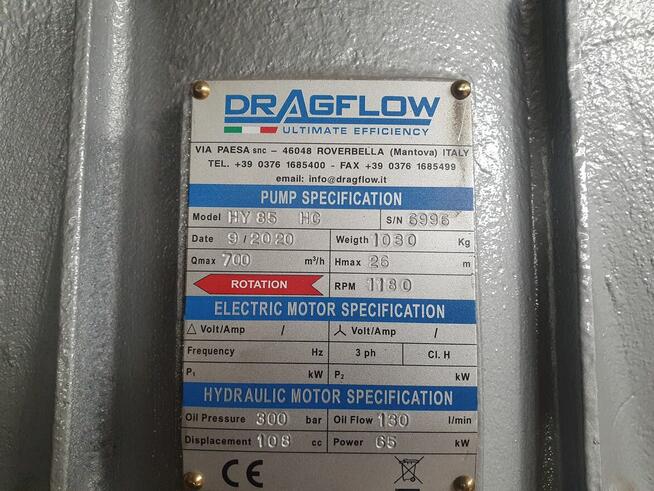 DRAGFLOW
ULTIMATE EFFICIENCY
VIA PAESA snc – 46048 ROVERBELLA (Mantova) ITALY
TEL. +39 0376 1685400 - FAX +39 0376 1685499
email: info@dragflow.it
PUMP SPECIFICATION
Model HY 85 HG S/N 6996
Date 9/2020 Weigth 1030 Kg
Qmax 700 m³/h Hmax 26 m
ROTATION RPM 1180
ELECTRIC MOTOR SPECIFICATION
△ Volt/Amp / ⅄ Volt/Amp /
Frequency Hz 3 ph Cl. H
P₁ kW P₂ kW
HYDRAULIC MOTOR SPECIFICATION
Oil Pressure 300 bar Oil Flow 130 l/min
Displacement 108 cc Power 65 kW
CE